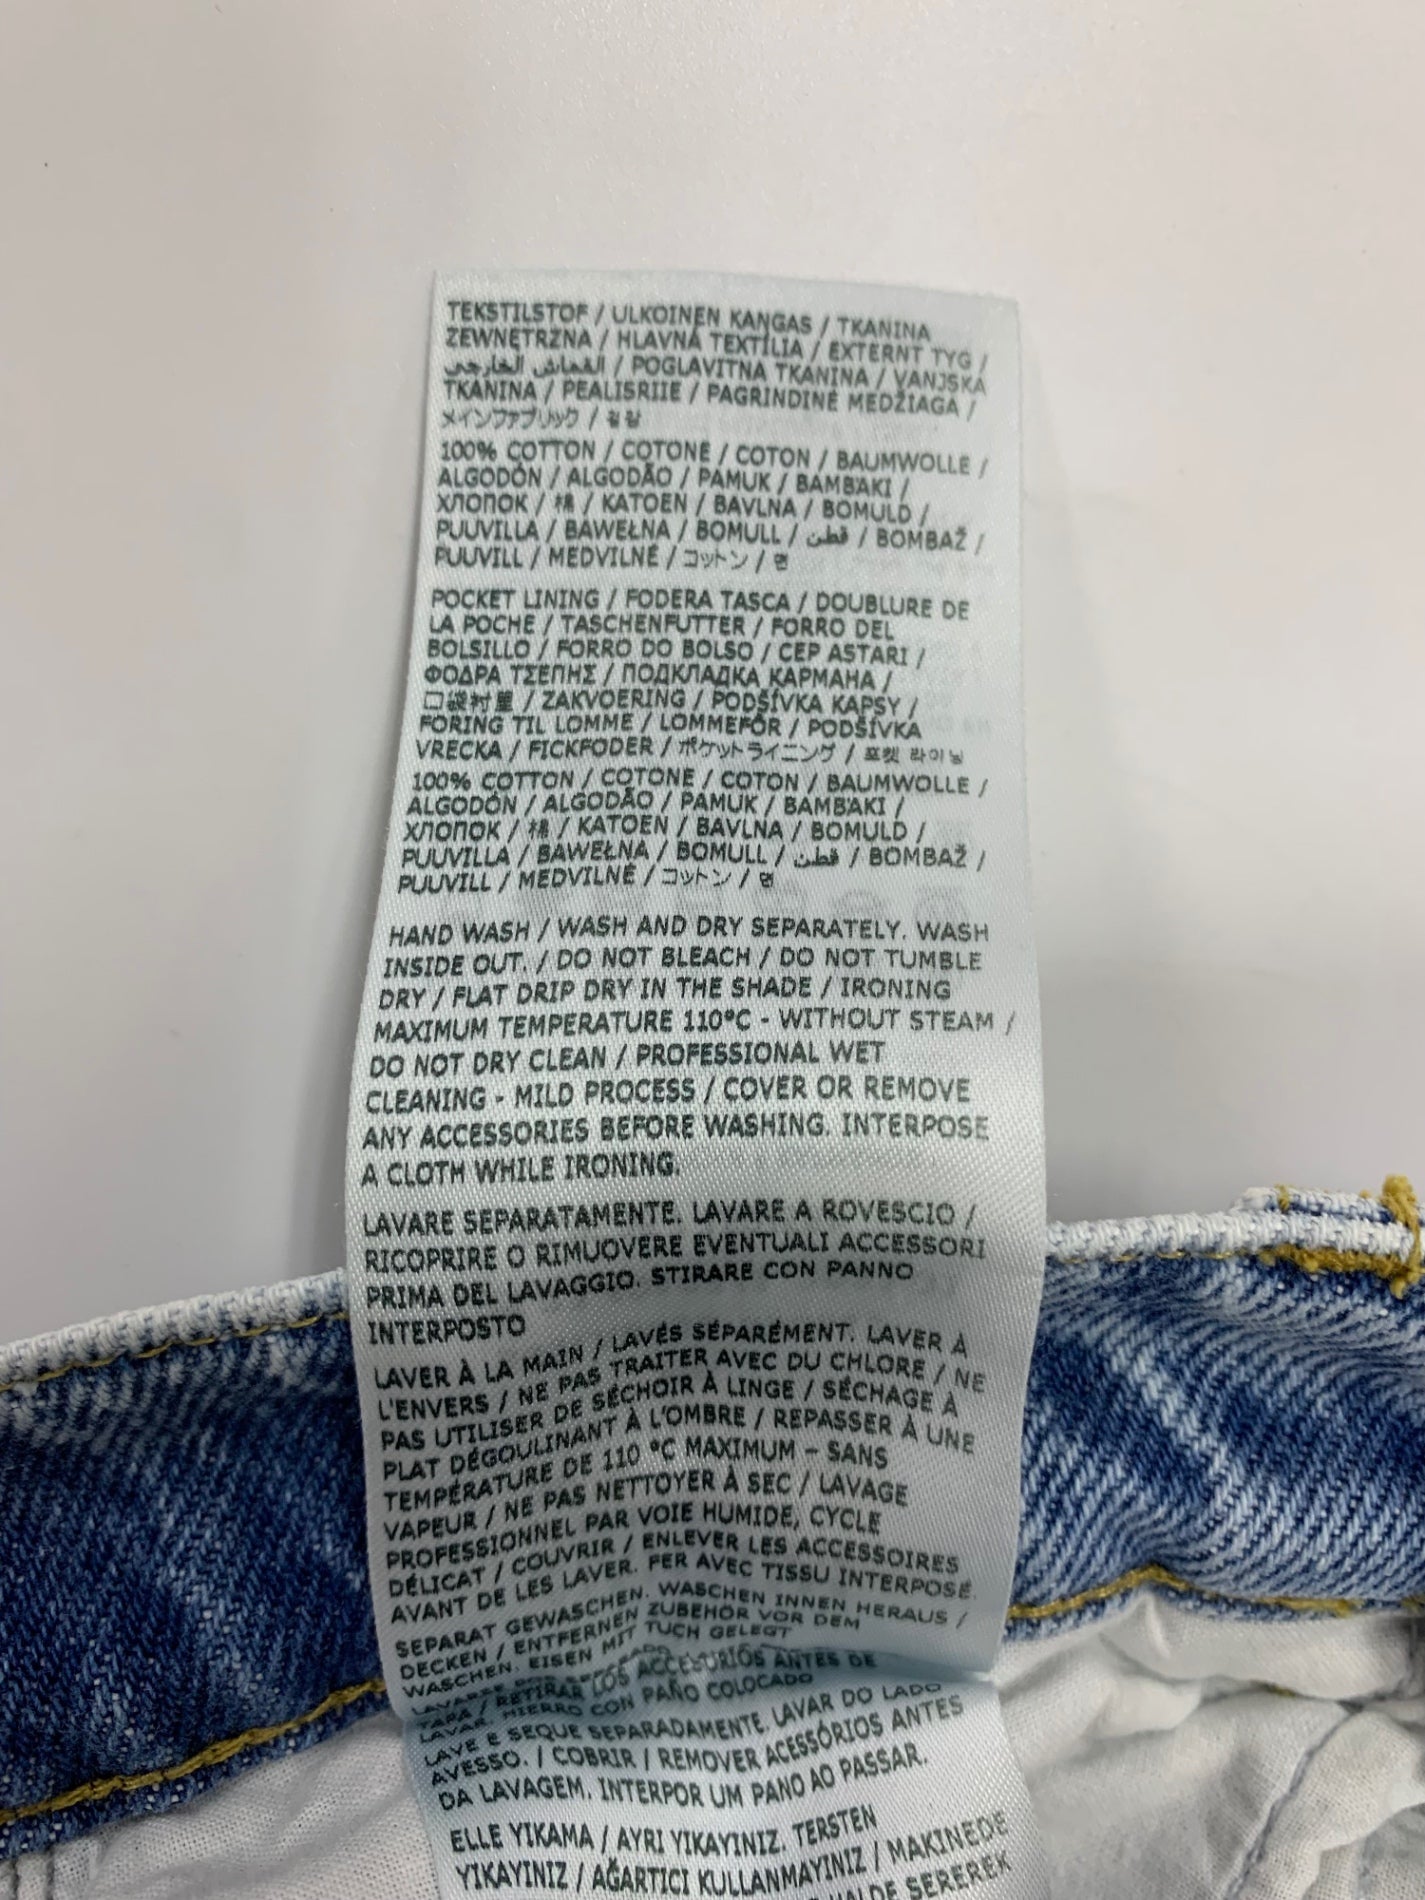 TEKSTILSTOF / ULKOINEN KANGAS / TKANINA
ZEWNĘTRZNA / HLAVNÁ TEXTÍLIA / EXTERNT TYG /
القماش الخارجي / POGLAVITNA TKANINA / VANJSKA
TKANINA / PEALISRIIE / PAGRINDINĖ MEDŽIAGA /
メインファブリック / 겉감
100% COTTON / COTONE / COTON / BAUMWOLLE /
ALGODÓN / ALGODÃO / PAMUK / BAMBAKI /
ХЛОПОК / 棉 / KATOEN / BAVLNA / BOMULD /
PUUVILLA / BAWEŁNA / BOMULL / قطن / BOMBAŽ /
PUUVILL / MEDVILNĖ / コットン / 면
POCKET LINING / FODERA TASCA / DOUBLURE DE
LA POCHE / TASCHENFUTTER / FORRO DEL
BOLSILLO / FORRO DO BOLSO / CEP ASTARI /
ΦΟΔΡΑ ΤΣΕΠΗΣ / ПОДКЛАДКА КАРМАНА /
口袋衬里 / ZAKVOERING / PODŠÍVKA KAPSY /
FORING TIL LOMME / LOMMEFÔR / PODŠÍVKA
VRECKA / FICKFODER / ポケットライニング / 포켓 라이닝
100% COTTON / COTONE / COTON / BAUMWOLLE /
ALGODÓN / ALGODÃO / PAMUK / BAMBAKI /
ХЛОПОК / 棉 / KATOEN / BAVLNA / BOMULD /
PUUVILLA / BAWEŁNA / BOMULL / قطن / BOMBAŽ /
PUUVILL / MEDVILNĖ / コットン / 면
HAND WASH / WASH AND DRY SEPARATELY. WASH
INSIDE OUT. / DO NOT BLEACH / DO NOT TUMBLE
DRY / FLAT DRIP DRY IN THE SHADE / IRONING
MAXIMUM TEMPERATURE 110°C - WITHOUT STEAM /
DO NOT DRY CLEAN / PROFESSIONAL WET
CLEANING - MILD PROCESS / COVER OR REMOVE
ANY ACCESSORIES BEFORE WASHING. INTERPOSE
A CLOTH WHILE IRONING.
LAVARE SEPARATAMENTE. LAVARE A ROVESCIO /
RICOPRIRE O RIMUOVERE EVENTUALI ACCESSORI
PRIMA DEL LAVAGGIO. STIRARE CON PANNO
INTERPOSTO
LAVER À LA MAIN / LAVÉS SÉPARÉMENT. LAVER À
L'ENVERS / NE PAS TRAITER AVEC DU CHLORE / NE
PAS UTILISER DE SÉCHOIR À LINGE / SÉCHAGE À
PLAT DÉGOULINANT À L'OMBRE / REPASSER À UNE
TEMPÉRATURE DE 110 °C MAXIMUM – SANS
VAPEUR / NE PAS NETTOYER À SEC / LAVAGE
PROFESSIONNEL PAR VOIE HUMIDE, CYCLE
DÉLICAT / COUVRIR / ENLEVER LES ACCESSOIRES
AVANT DE LES LAVER. FER AVEC TISSU INTERPOSÉ.
SEPARAT GEWASCHEN. WASCHEN INNEN HERAUS /
DECKEN / ENTFERNEN ZUBEHÖR VOR DEM
WASCHEN. EISEN MIT TUCH GELEGT
TAPA / RETIRAR LOS ACCESORIOS ANTES DE
LAVAR. HIERRO CON PAÑO COLOCADO
LAVE E SEQUE SEPARADAMENTE. LAVAR DO LADO
AVESSO. / COBRIR / REMOVER ACESSÓRIOS ANTES
DA LAVAGEM. INTERPOR UM PANO AO PASSAR.
ELLE YIKAMA / AYRI YIKAYINIZ. TERSTEN
YIKAYINIZ / AĞARTICI KULLANMAYINIZ / MAKINEDE
SEREREK